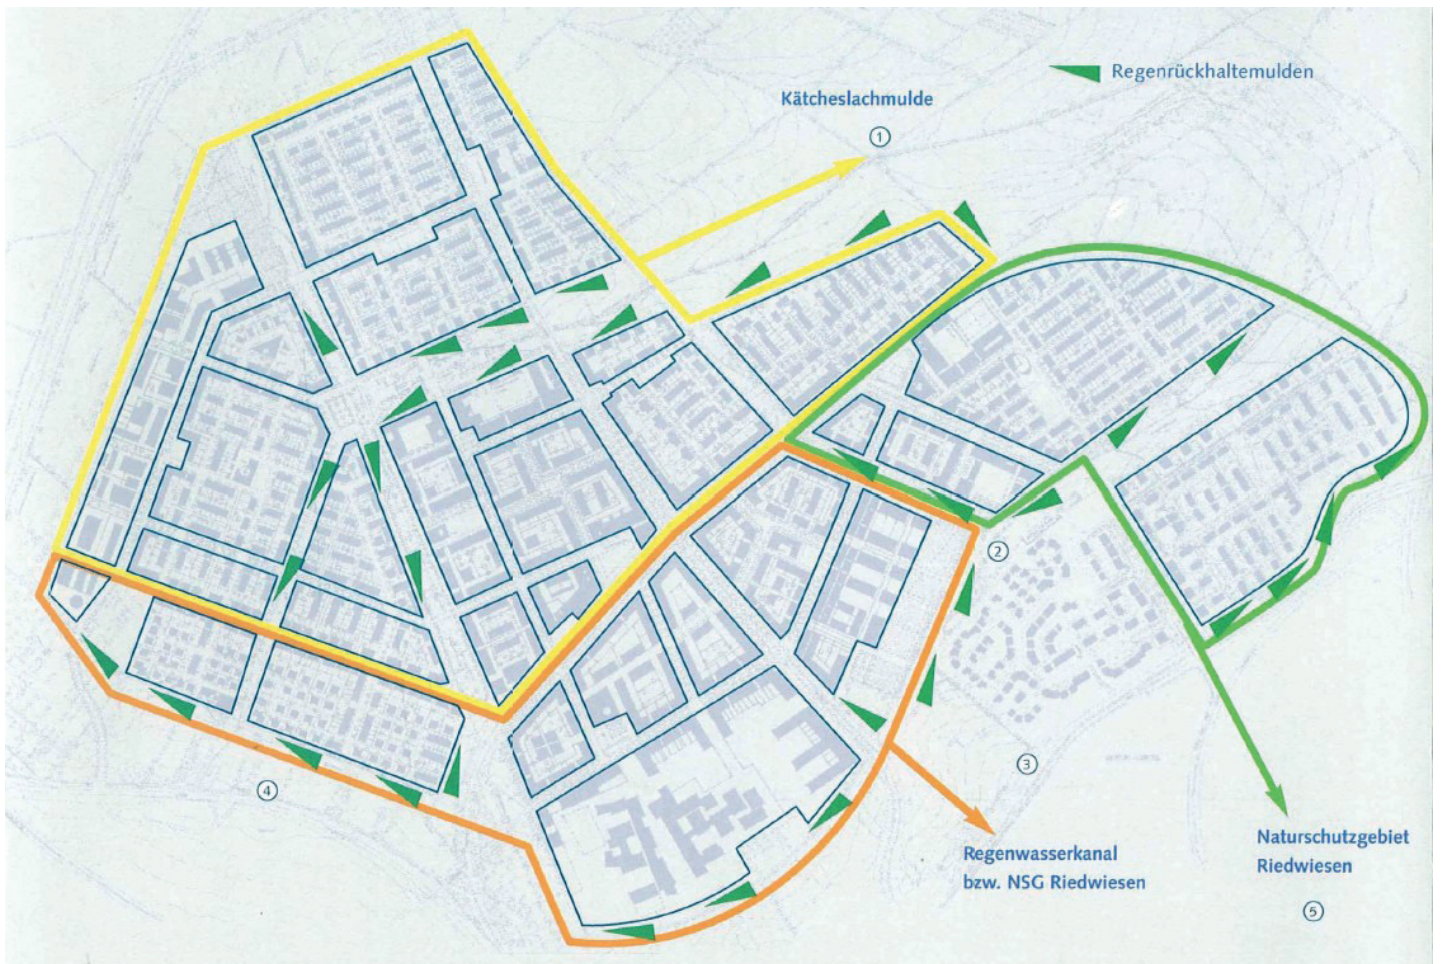 Regenrückhaltemulden
Kätcheslachmulde
1
2
3
4
Regenwasserkanal
bzw. NSG Riedwiesen
Naturschutzgebiet
Riedwiesen
5